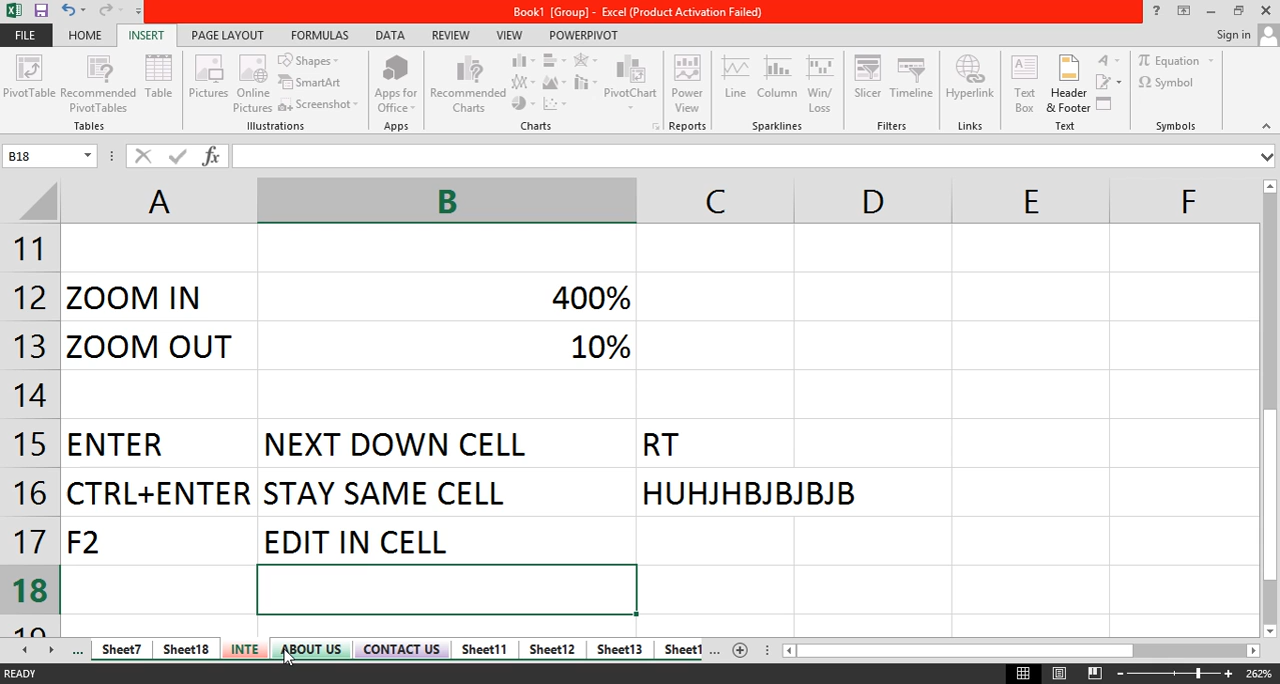 Book1 [Group] - Excel (Product Activation Failed)
?
FILE HOME INSERT PAGE LAYOUT FORMULAS DATA REVIEW VIEW POWERPIVOT Sign in
PivotTable
Recommended PivotTables
Table
Tables
Pictures
Online Pictures
Shapes
SmartArt
Screenshot
Illustrations
Apps for Office
Apps
Recommended Charts
PivotChart
Charts
Power View
Reports
Line
Column
Win/ Loss
Sparklines
Slicer
Timeline
Filters
Hyperlink
Links
Text Box
Header & Footer
Text
π Equation
Ω Symbol
Symbols
B18
fx
A B C D E F
11
12 ZOOM IN 400%
13 ZOOM OUT 10%
14
15 ENTER NEXT DOWN CELL RT
16 CTRL+ENTER STAY SAME CELL HUHJHBJBJBJB
17 F2 EDIT IN CELL
18
19
... Sheet7 Sheet18 INTE ABOUT US CONTACT US Sheet11 Sheet12 Sheet13 Sheet1 ...
READY 262%